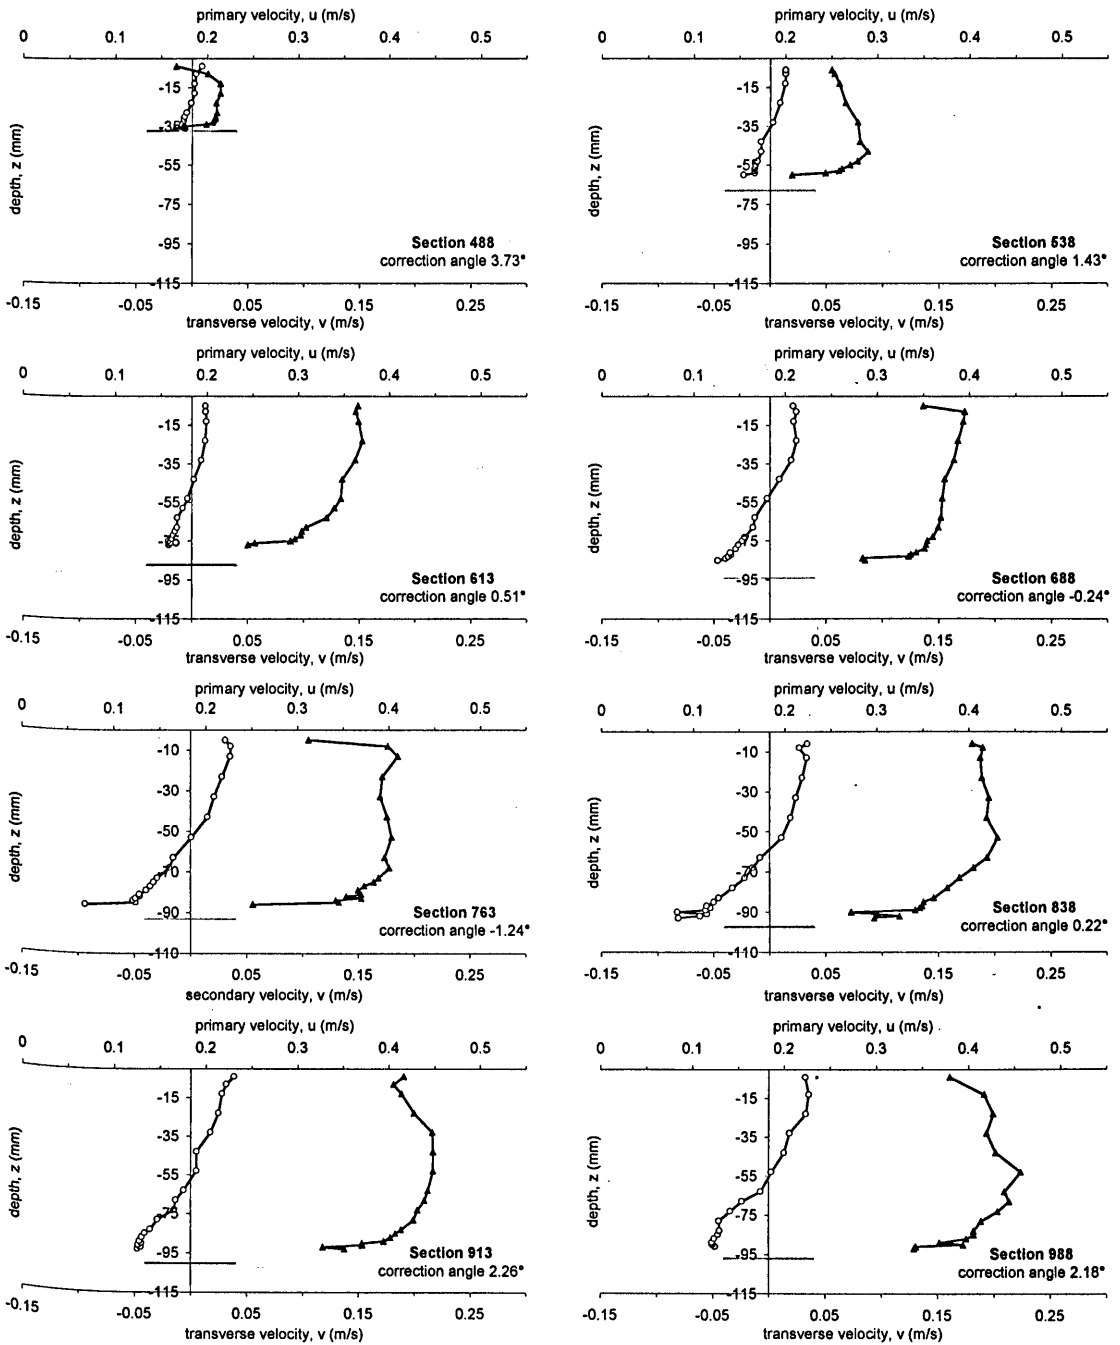 primary velocity, u (m/s)
0 0.1 0.2 0.3 0.4 0.5
-15
-35
-55
-75
-95
-115
depth, z (mm)
Section 488
correction angle 3.73°
-0.15 -0.05 0.05 0.15 0.25
transverse velocity, v (m/s)
primary velocity, u (m/s)
0 0.1 0.2 0.3 0.4 0.5
-15
-35
-55
-75
-95
-115
depth, z (mm)
Section 538
correction angle 1.43°
-0.05 0.05 0.15 0.25
-0.15
transverse velocity, v (m/s)
primary velocity, u (m/s)
0 0.1 0.2 0.3 0.4 0.5
-15
-35
-55
-75
-95
-115
depth, z (mm)
Section 613
correction angle 0.51°
-0.15 -0.05 0.05 0.15 0.25
transverse velocity, v (m/s)
primary velocity, u (m/s)
0 0.1 0.2 0.3 0.4 0.5
-15
-35
-55
-75
-95
-115
depth, z (mm)
Section 688
correction angle -0.24°
-0.15 -0.05 0.05 0.15 0.25
transverse velocity, v (m/s)
primary velocity, u (m/s)
0 0.1 0.2 0.3 0.4 0.5
-10
-30
-50
-70
-90
-110
depth, z (mm)
Section 763
correction angle -1.24°
-0.15 -0.05 0.05 0.15 0.25
secondary velocity, v (m/s)
primary velocity, u (m/s)
0 0.1 0.2 0.3 0.4 0.5
-10
-30
-50
-70
-90
-110
depth, z (mm)
Section 838
correction angle 0.22°
-0.15 -0.05 0.05 0.15 0.25
transverse velocity, v (m/s)
primary velocity, u (m/s)
0 0.1 0.2 0.3 0.4 0.5
-15
-35
-55
-75
-95
-115
depth, z (mm)
Section 913
correction angle 2.26°
-0.15 -0.05 0.05 0.15 0.25
transverse velocity, v (m/s)
primary velocity, u (m/s)
0 0.1 0.2 0.3 0.4 0.5
-15
-35
-55
-75
-95
-115
depth, z (mm)
Section 988
correction angle 2.18°
-0.15 -0.05 0.05 0.15 0.25
transverse velocity, v (m/s)